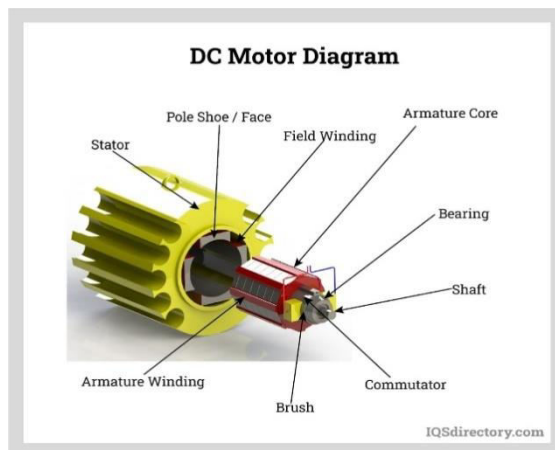 DC Motor Diagram
Pole Shoe / Face
Armature Core
Field Winding
Stator
Bearing
Shaft
Armature Winding
Commutator
Brush
IQSdirectory.com